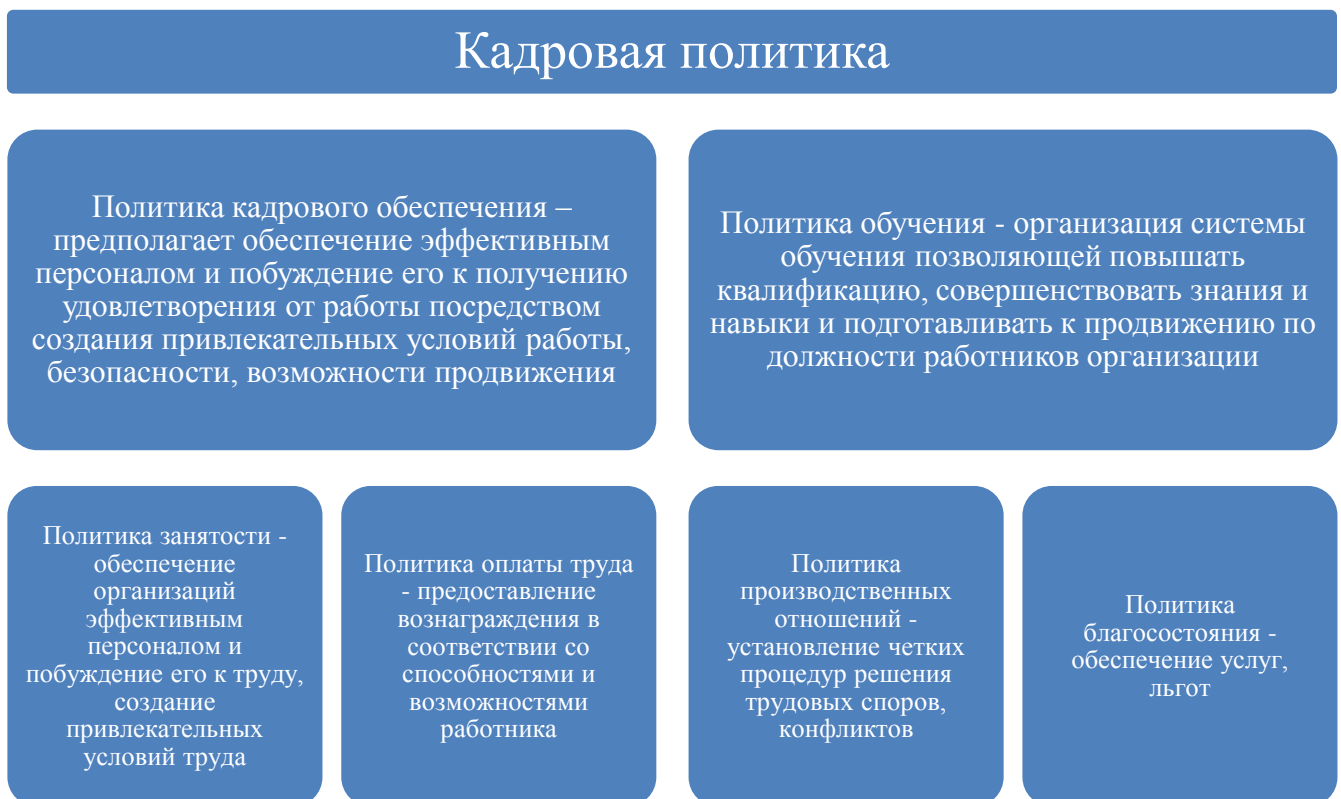 Кадровая политика
Политика кадрового обеспечения –
предполагает обеспечение эффективным
персоналом и побуждение его к получению
удовлетворения от работы посредством
создания привлекательных условий работы,
безопасности, возможности продвижения
Политика обучения - организация системы
обучения позволяющей повышать
квалификацию, совершенствовать знания и
навыки и подготавливать к продвижению по
должности работников организации
Политика занятости -
обеспечение
организаций
эффективным
персоналом и
побуждение его к труду,
создание
привлекательных
условий труда
Политика оплаты труда
- предоставление
вознаграждения в
соответствии со
способностями и
возможностями
работника
Политика
производственных
отношений -
установление четких
процедур решения
трудовых споров,
конфликтов
Политика
благосостояния -
обеспечение услуг,
льгот